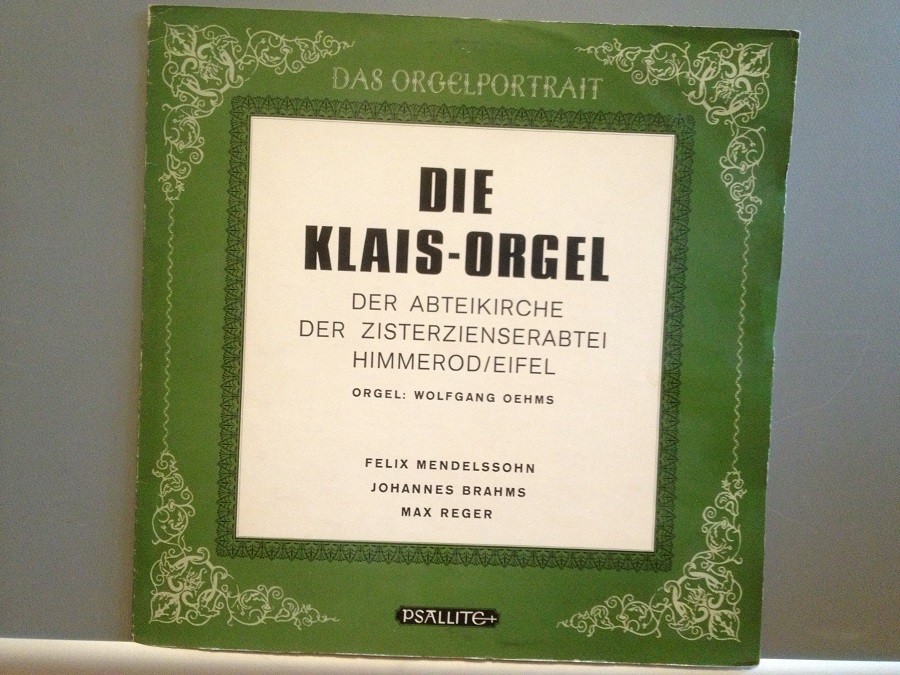 DAS ORGELPORTRAIT
DIE
KLAIS-ORGEL
DER ABTEIKIRCHE
DER ZISTERZIENSERABTEI
HIMMEROD/EIFEL
ORGEL: WOLFGANG OEHMS
FELIX MENDELSSOHN
JOHANNES BRAHMS
MAX REGER
PSALLITE